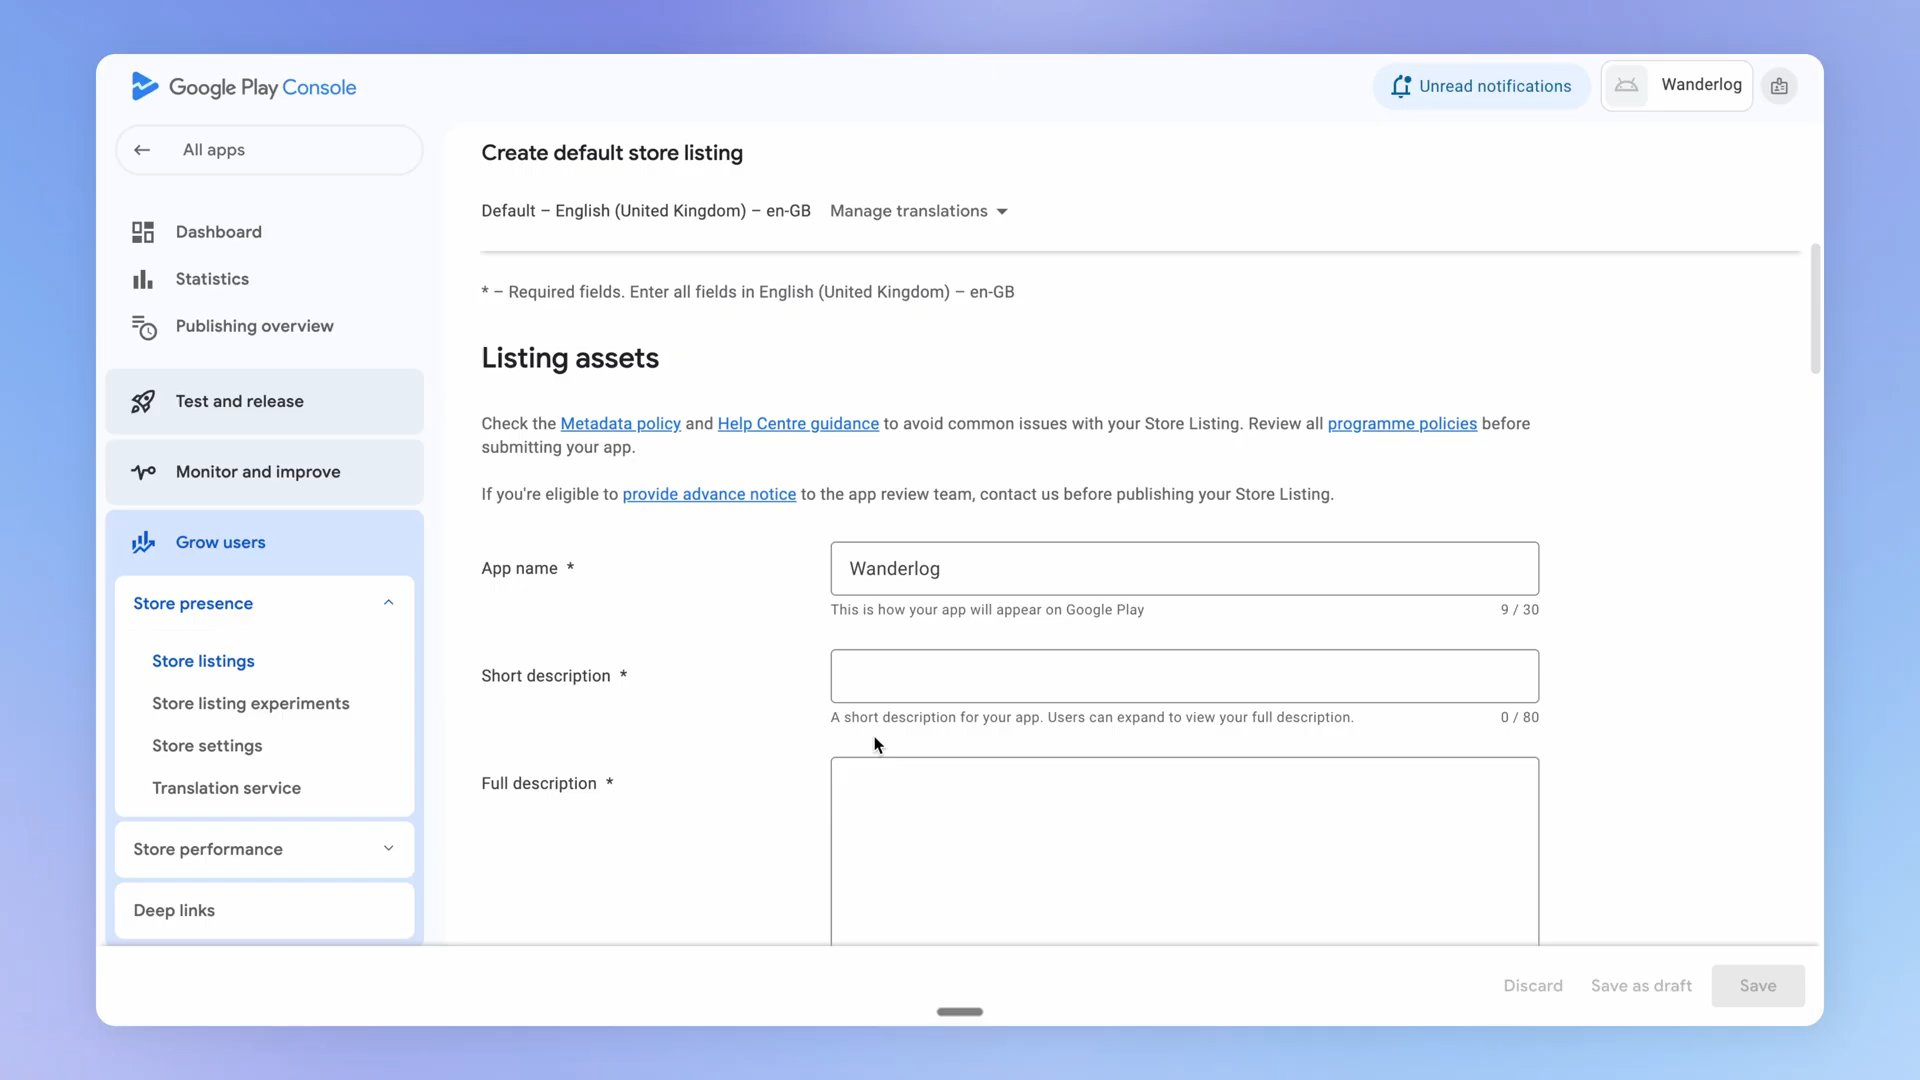 Google Play Console
Unread notifications
Wanderlog
All apps
Dashboard
Statistics
Publishing overview
Test and release
Monitor and improve
Grow users
Store presence
Store listings
Store listing experiments
Store settings
Translation service
Store performance
Deep links
Create default store listing
Default – English (United Kingdom) – en-GB Manage translations
* – Required fields. Enter all fields in English (United Kingdom) – en-GB
Listing assets
Check the Metadata policy and Help Centre guidance to avoid common issues with your Store Listing. Review all programme policies before
submitting your app.
If you're eligible to provide advance notice to the app review team, contact us before publishing your Store Listing.
App name *
Wanderlog
This is how your app will appear on Google Play 9 / 30
Short description *
A short description for your app. Users can expand to view your full description. 0 / 80
Full description *
Discard Save as draft Save